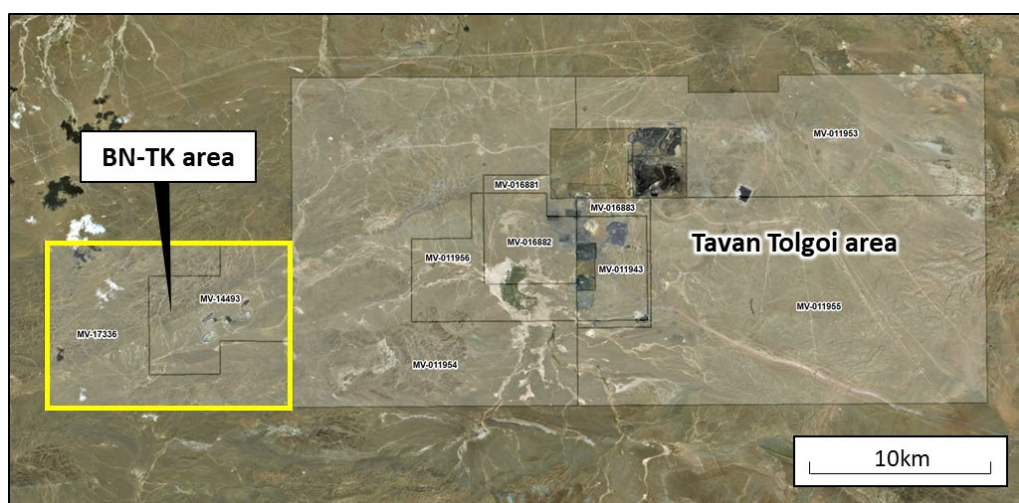 MV-011953
BN-TK area
MV-016881
MV-016883
MV-016882
Tavan Tolgoi area
MV-011956
MV-011943
MV-14493
MV-011955
MV-17336
MV-011954
10km